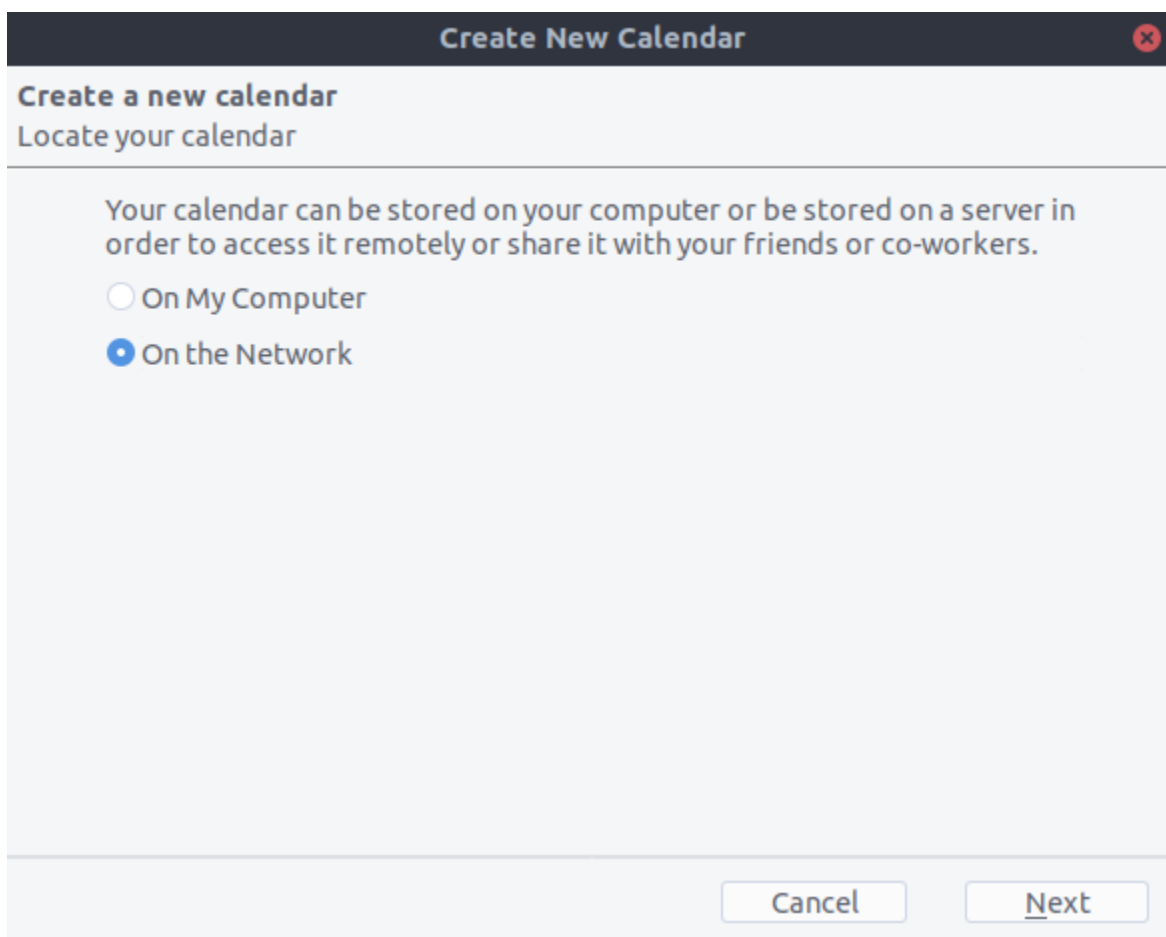 Create New Calendar
Create a new calendar
Locate your calendar
Your calendar can be stored on your computer or be stored on a server in
order to access it remotely or share it with your friends or co-workers.
On My Computer
On the Network
Cancel
Next